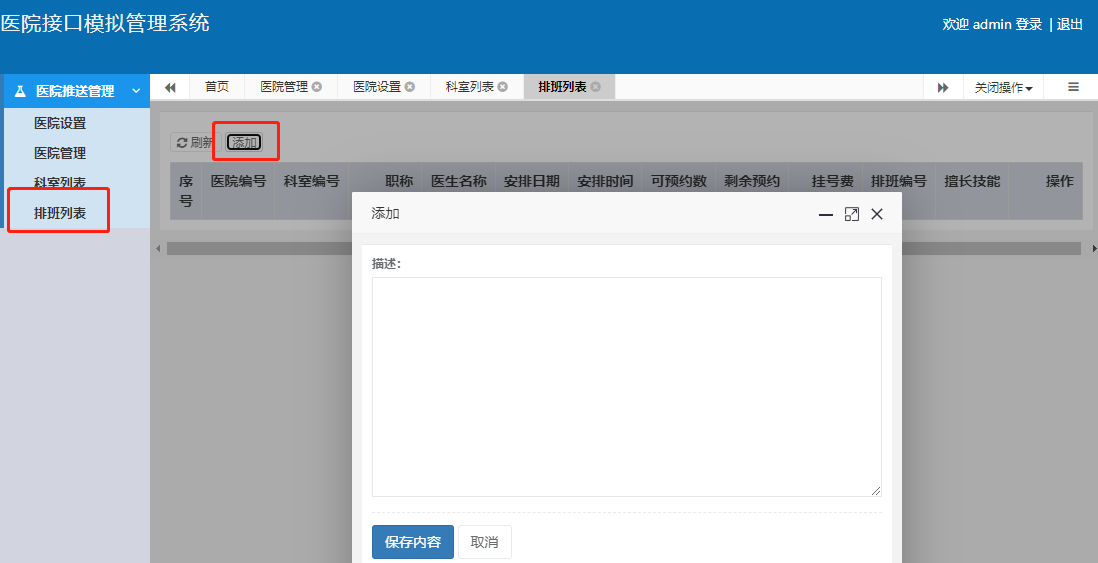 医院接口模拟管理系统
欢迎 admin 登录 | 退出
医院推送管理
首页 医院管理 医院设置 科室列表 排班列表 关闭操作
医院设置
医院管理
科室列表
排班列表
刷新 添加
序号 医院编号 科室编号 职称 医生名称 安排日期 安排时间 可预约数 剩余预约 挂号费 排班编号 擅长技能 操作
添加
描述:
保存内容 取消